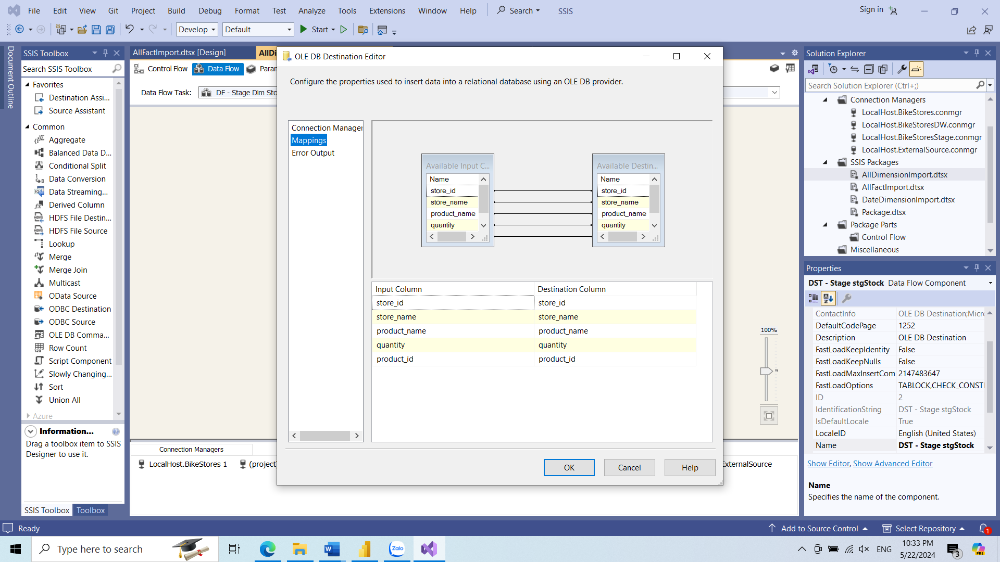 File Edit View Git Project Build Debug Format Test Analyze Tools Extensions Window Help Search SSIS Sign in
Develop Default Start
Document Outline
SSIS Toolbox
Search SSIS Toolbox
Favorites
Destination Assi...
Source Assistant
Common
Aggregate
Balanced Data D...
Conditional Split
Data Conversion
Data Streaming...
Derived Column
HDFS File Destin...
HDFS File Source
Lookup
Merge
Merge Join
Multicast
OData Source
ODBC Destination
ODBC Source
OLE DB Comma...
Row Count
Script Component
Slowly Changing...
Sort
Union All
Azure
Information...
Drag a toolbox item to SSIS
Designer to use it.
SSIS Toolbox Toolbox
AllFactImport.dtsx [Design] AllDi
Control Flow Data Flow Paran
Data Flow Task: DF - Stage Dim Sto
100%
Connection Managers
LocalHost.BikeStores 1 (project) ExternalSource
OLE DB Destination Editor
Configure the properties used to insert data into a relational database using an OLE DB provider.
Connection Manager
Mappings
Error Output
Available Input C...
Name
store_id
store_name
product_name
quantity
Available Destin...
Name
store_id
store_name
product_name
quantity
Input Column Destination Column
store_id store_id
store_name store_name
product_name product_name
quantity quantity
product_id product_id
OK Cancel Help
Solution Explorer
Search Solution Explorer (Ctrl+;)
Connection Managers
LocalHost.BikeStores.conmgr
LocalHost.BikeStoresDW.conmgr
LocalHost.BikeStoresStage.conmgr
LocalHost.ExternalSource.conmgr
SSIS Packages
AllDimensionImport.dtsx
AllFactImport.dtsx
DateDimensionImport.dtsx
Package.dtsx
Package Parts
Control Flow
Miscellaneous
Properties
DST - Stage stgStock Data Flow Component
ContactInfo OLE DB Destination;Micro
DefaultCodePage 1252
Description OLE DB Destination
FastLoadKeepIdentity False
FastLoadKeepNulls False
FastLoadMaxInsertCom 2147483647
FastLoadOptions TABLOCK,CHECK_CONSTI
ID 2
IdentificationString DST - Stage stgStock
IsDefaultLocale True
LocaleID English (United States)
Name DST - Stage stgStock
Show Editor, Show Advanced Editor
Name
Specifies the name of the component.
Ready Add to Source Control Select Repository 1
Type here to search Zalo ENG 10:33 PM
5/22/2024 3 PRE